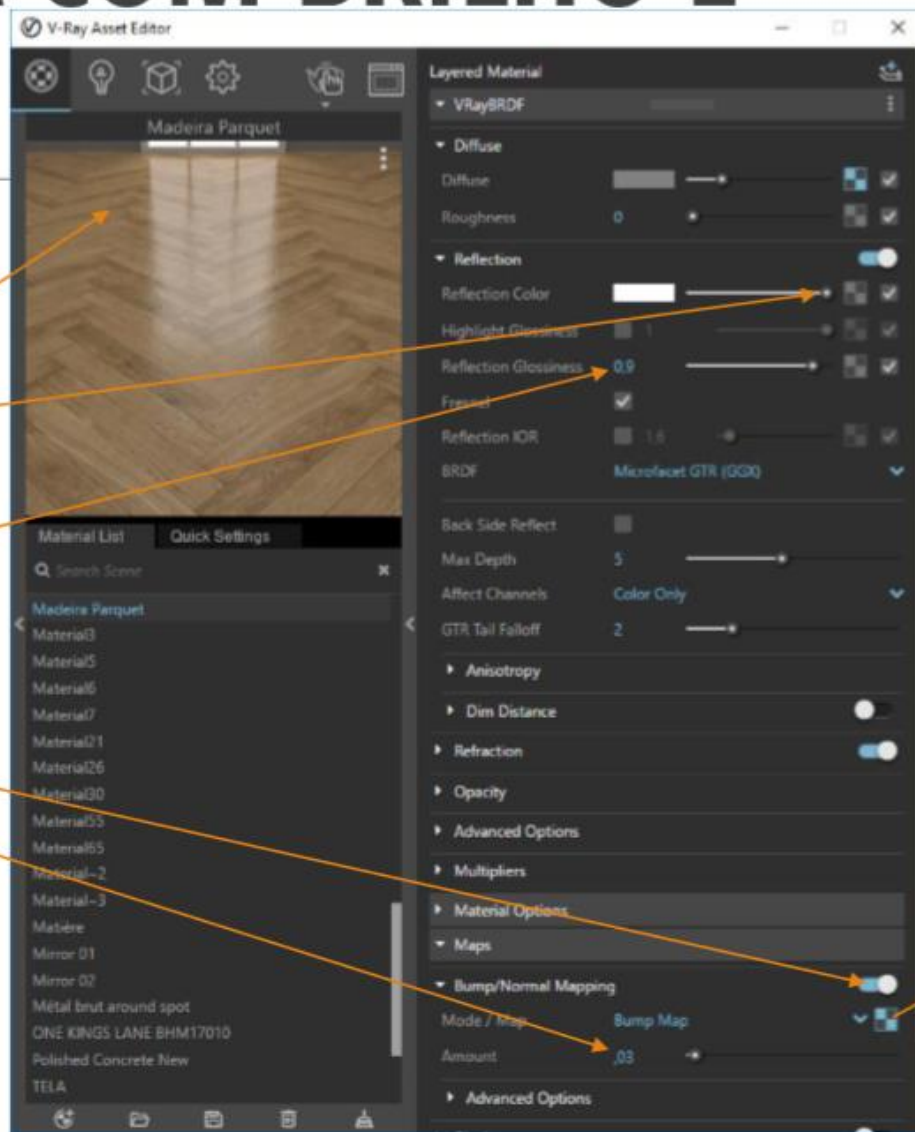 COM BRILHO E
V-Ray Asset Editor
Madeira Parquet
Material List
Quick Settings
Search Scene
Madeira Parquet
Material3
Material5
Material6
Material7
Material21
Material26
Material30
Material55
Material65
Material~2
Material~3
Matière
Mirror 01
Mirror 02
Métal brut around spot
ONE KINGS LANE BHM17010
Polished Concrete New
TELA
Layered Material
VRayBRDF
Diffuse
Diffuse
Roughness 0
Reflection
Reflection Color
Highlight Glossiness 1
Reflection Glossiness 0,9
Fresnel
Reflection IOR 1,6
BRDF Microfacet GTR (GGX)
Back Side Reflect
Max Depth 5
Affect Channels Color Only
GTR Tail Falloff 2
Anisotropy
Dim Distance
Refraction
Opacity
Advanced Options
Multipliers
Material Options
Maps
Bump/Normal Mapping
Mode / Map Bump Map
Amount ,03
Advanced Options